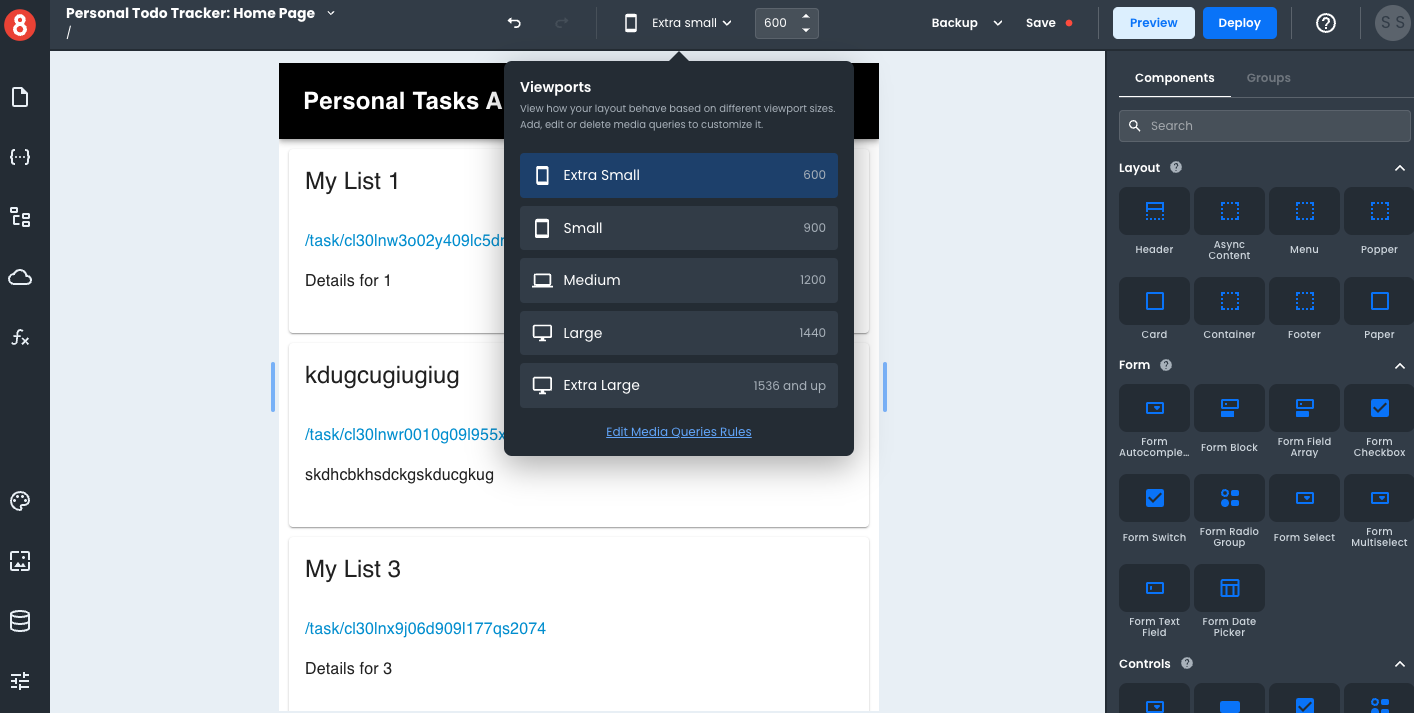 8
Personal Todo Tracker: Home Page
/
Extra small
600
Backup
Save
Preview
Deploy
S S
Personal Tasks A
My List 1
/task/cl30lnw3o02y409lc5dr
Details for 1
kdugcugiugiug
/task/cl30lnwr0010g09l955x
skdhcbkhsdckgskducgkug
My List 3
/task/cl30lnx9j06d909l177qs2074
Details for 3
Viewports
View how your layout behave based on different viewport sizes.
Add, edit or delete media queries to customize it.
Extra Small 600
Small 900
Medium 1200
Large 1440
Extra Large 1536 and up
Edit Media Queries Rules
Components Groups
Search
Layout
Header
Async
Content
Menu
Popper
Card
Container
Footer
Paper
Form
Form
Autocomple...
Form Block
Form Field
Array
Form
Checkbox
Form Switch
Form Radio
Group
Form Select
Form
Multiselect
Form Text
Field
Form Date
Picker
Controls